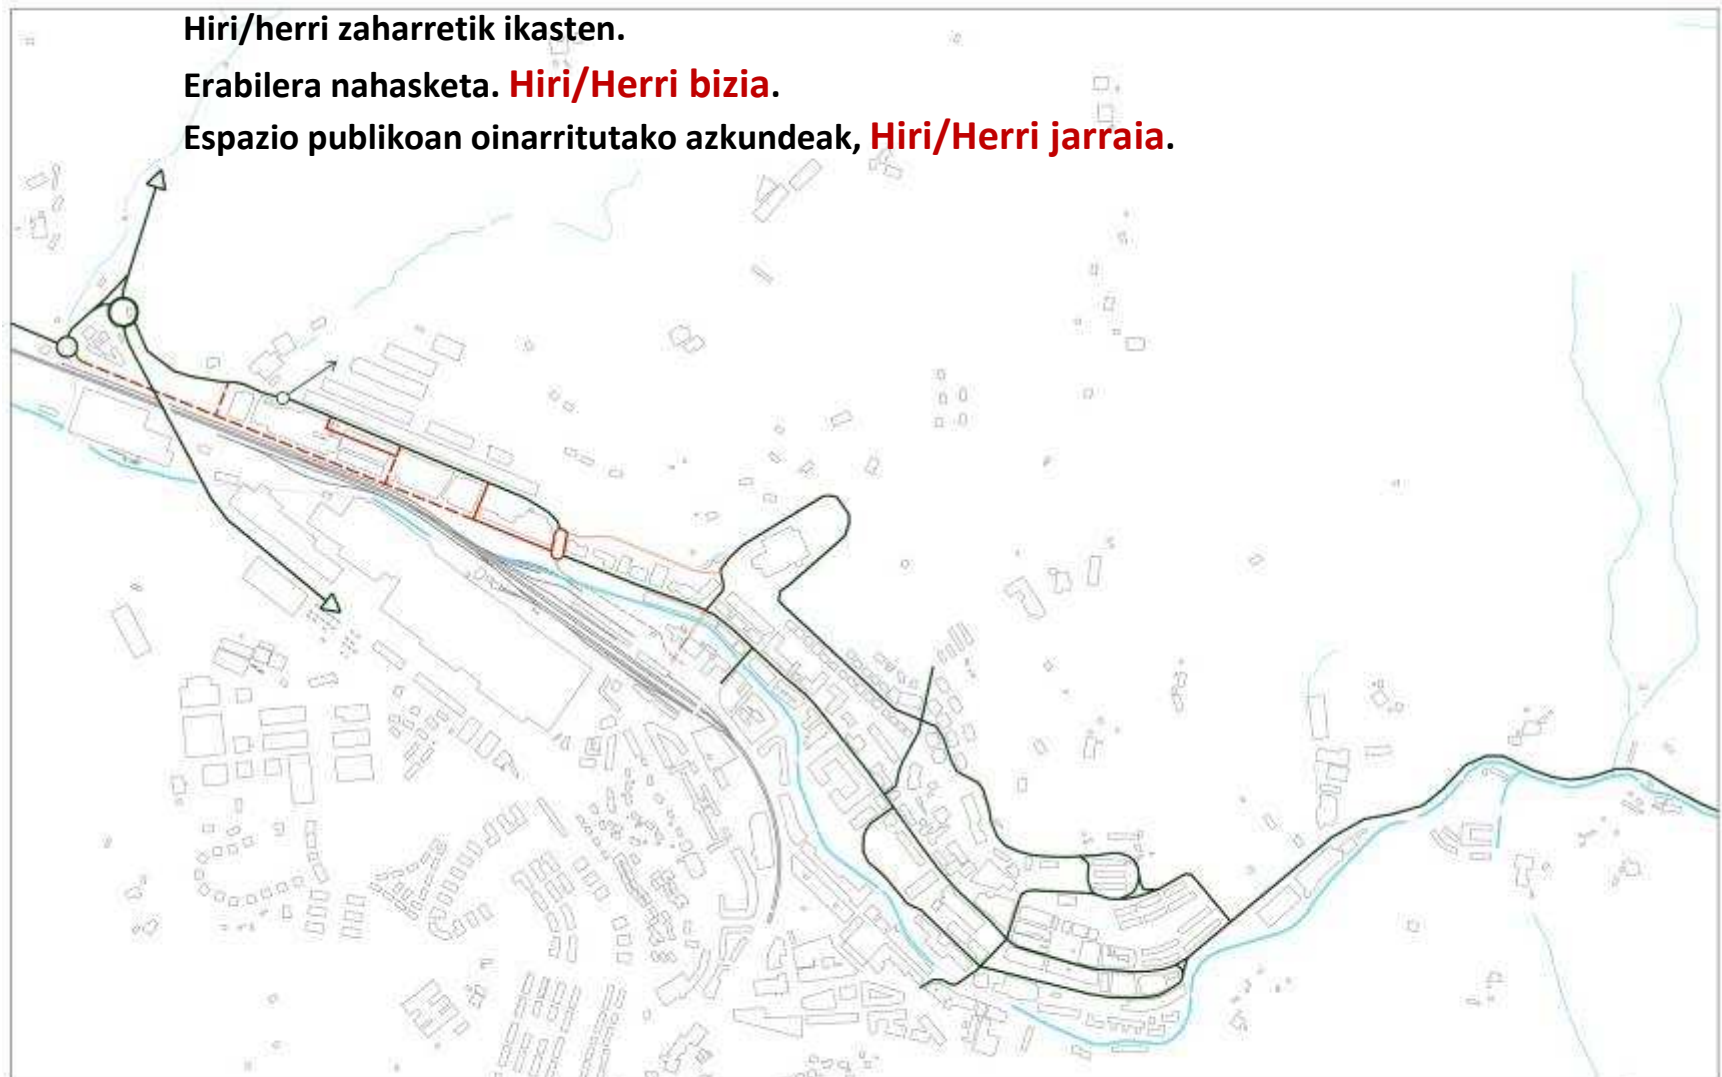 Hiri/herri zaharretik ikasten.
Erabilera nahasketa. Hiri/Herri bizia.
Espazio publikoan oinarritutako azkundeak, Hiri/Herri jarraia.